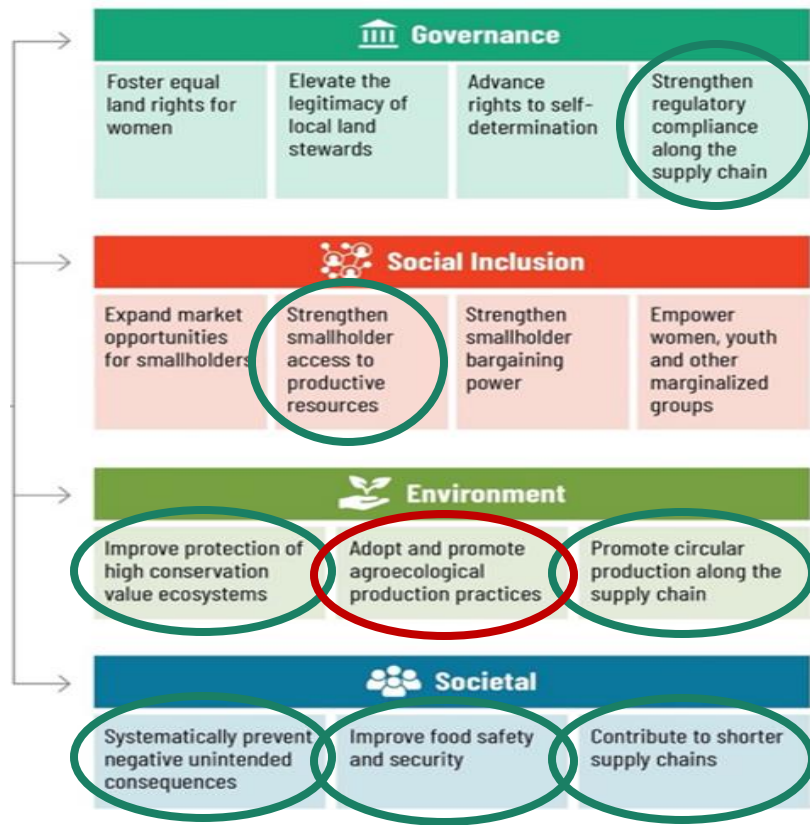 Governance
Foster equal
land rights for
women
Elevate the
legitimacy of
local land
stewards
Advance
rights to self-
determination
Strengthen
regulatory
compliance
along the
supply chain
Social Inclusion
Expand market
opportunities
for smallholders
Strengthen
smallholder
access to
productive
resources
Strengthen
smallholder
bargaining
power
Empower
women, youth
and other
marginalized
groups
Environment
Improve protection of
high conservation
value ecosystems
Adopt and promote
agroecological
production practices
Promote circular
production along the
supply chain
Societal
Systematically prevent
negative unintended
consequences
Improve food safety
and security
Contribute to shorter
supply chains